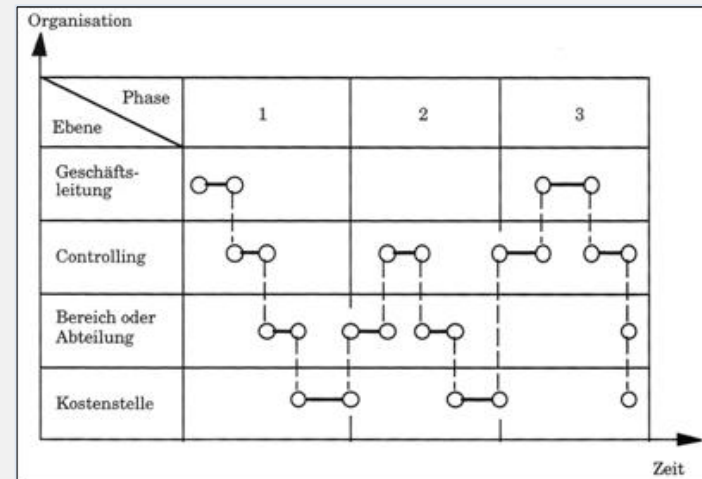 Organisation
Phase
Ebene
1
2
3
Geschäfts-
leitung
Controlling
Bereich oder
Abteilung
Kostenstelle
Zeit